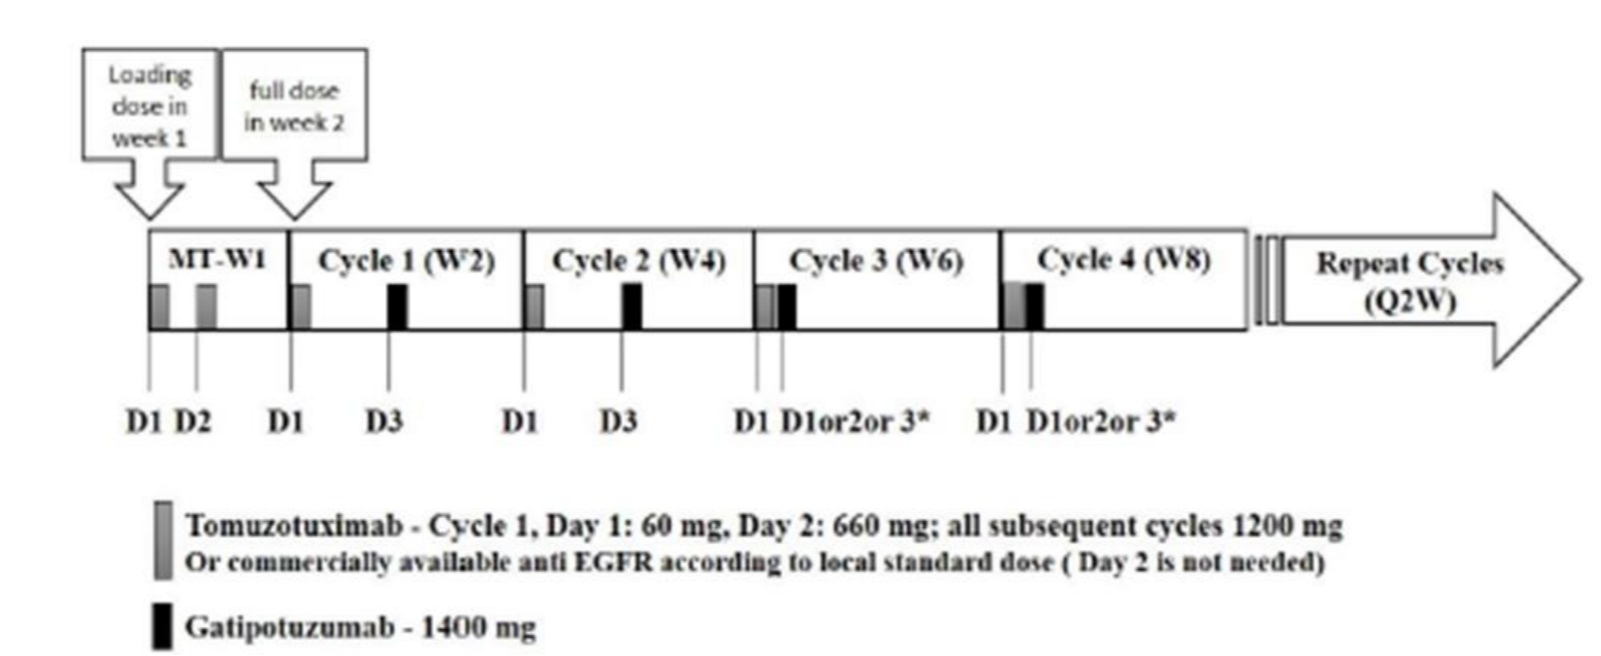 Loading
dose in
week 1
full dose
in week 2
MT-W1
Cycle 1 (W2)
Cycle 2 (W4)
Cycle 3 (W6)
Cycle 4 (W8)
Repeat Cycles
(Q2W)
D1 D2 D1 D3 D1 D3 D1 D1or2or 3* D1 D1or2or 3*
Tomuzotuximab - Cycle 1, Day 1: 60 mg, Day 2: 660 mg; all subsequent cycles 1200 mg
Or commercially available anti EGFR according to local standard dose ( Day 2 is not needed)
Gatipotuzumab - 1400 mg